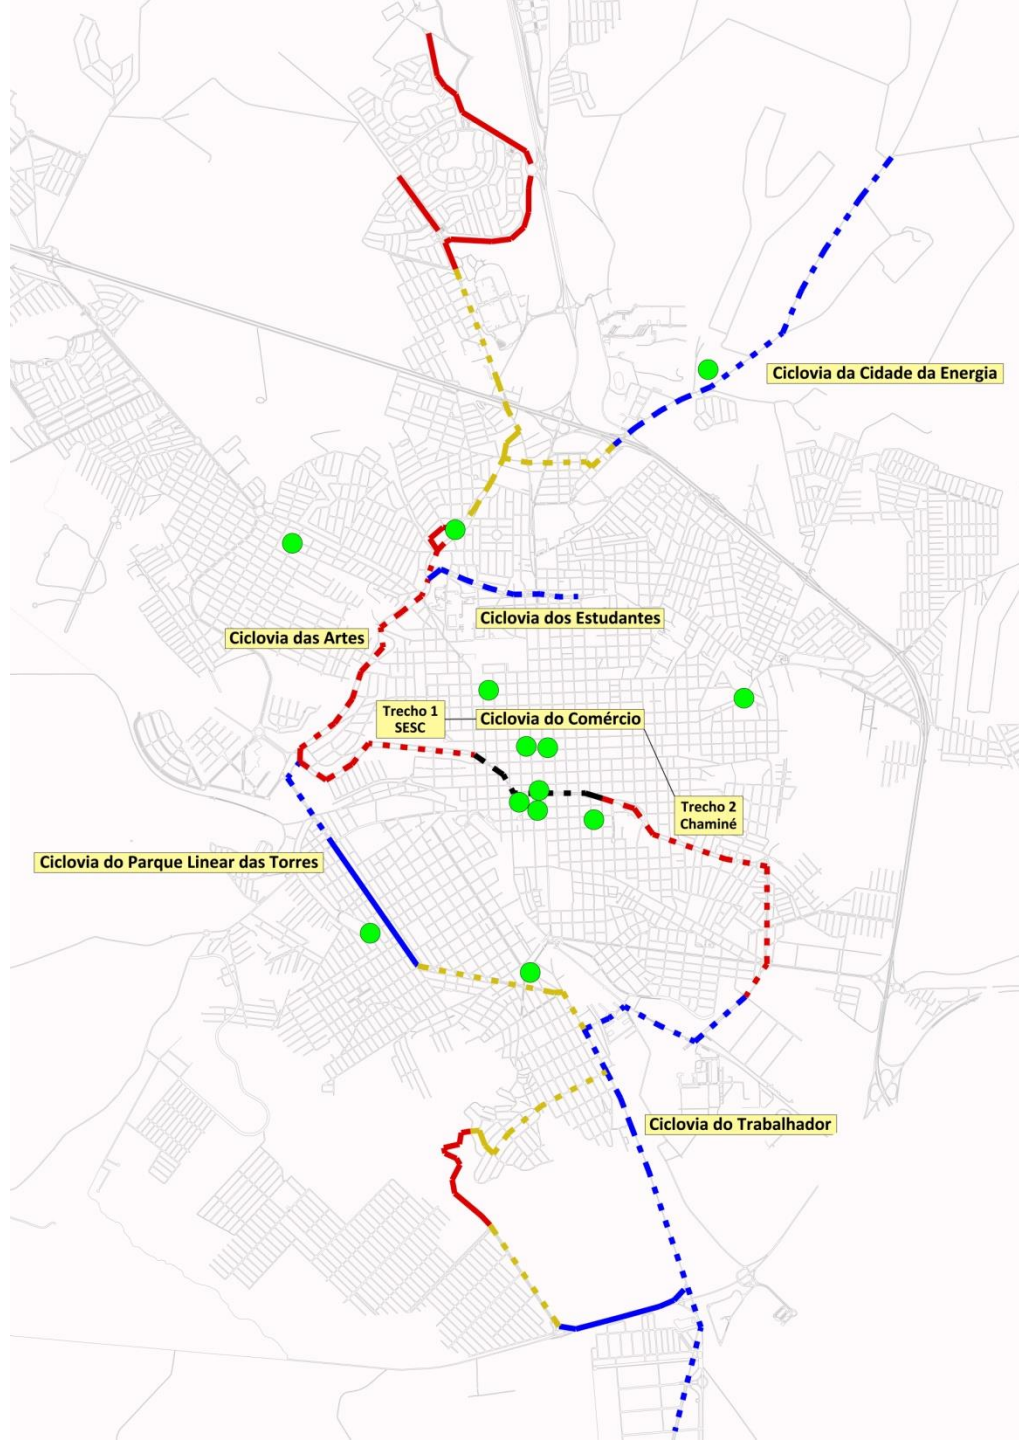 Ciclovia da Cidade da Energia
Ciclovia dos Estudantes
Ciclovia das Artes
Trecho 1
SESC
Ciclovia do Comércio
Trecho 2
Chaminé
Ciclovia do Parque Linear das Torres
Ciclovia do Trabalhador